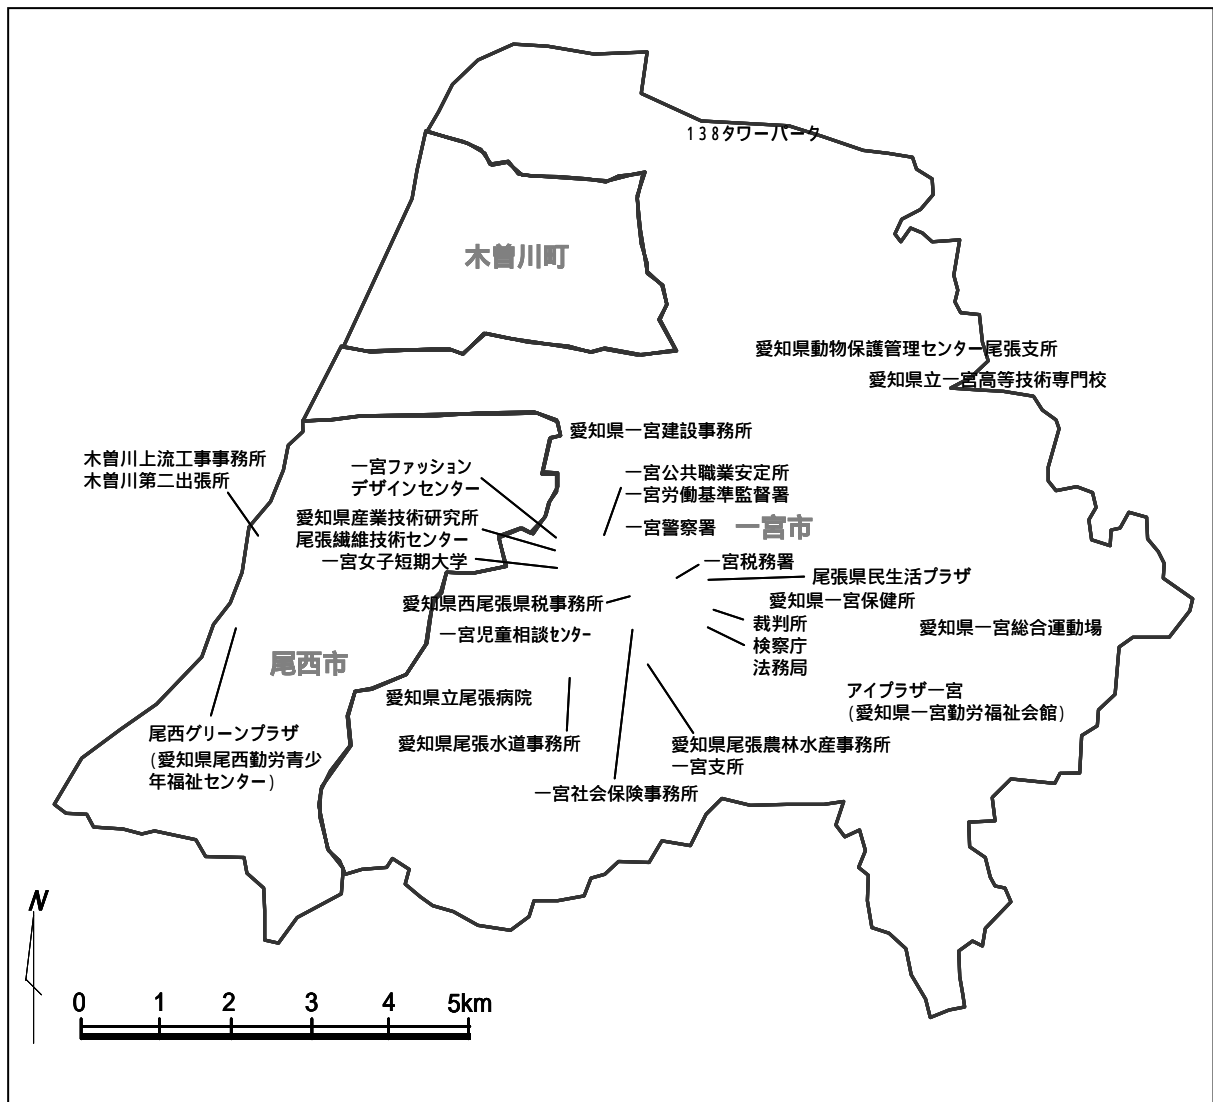 138タワーパーク
木曽川町
愛知県動物保護管理センター尾張支所
愛知県立一宮高等技術専門校
愛知県一宮建設事務所
木曽川上流工事事務所
木曽川第二出張所
一宮ファッション
デザインセンター
一宮公共職業安定所
一宮労働基準監督署
愛知県産業技術研究所
尾張繊維技術センター
一宮女子短期大学
一宮警察署
一宮市
一宮税務署
尾張県民生活プラザ
愛知県西尾張県税事務所
愛知県一宮保健所
一宮児童相談センター
裁判所
検察庁
法務局
愛知県一宮総合運動場
尾西市
愛知県立尾張病院
アイプラザ一宮
(愛知県一宮勤労福祉会館)
尾西グリーンプラザ
(愛知県尾西勤労青少
年福祉センター)
愛知県尾張水道事務所
愛知県尾張農林水産事務所
一宮支所
一宮社会保険事務所
N
0 1 2 3 4 5km